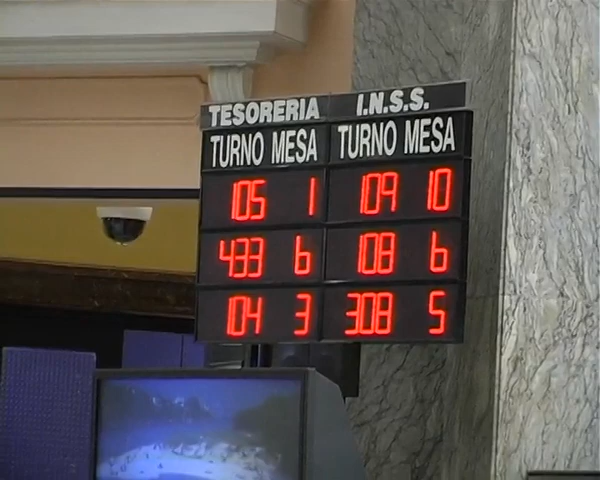 TESORERIA I.N.S.S.
TURNO MESA TURNO MESA
105 1 109 10
433 6 108 6
104 3 308 5